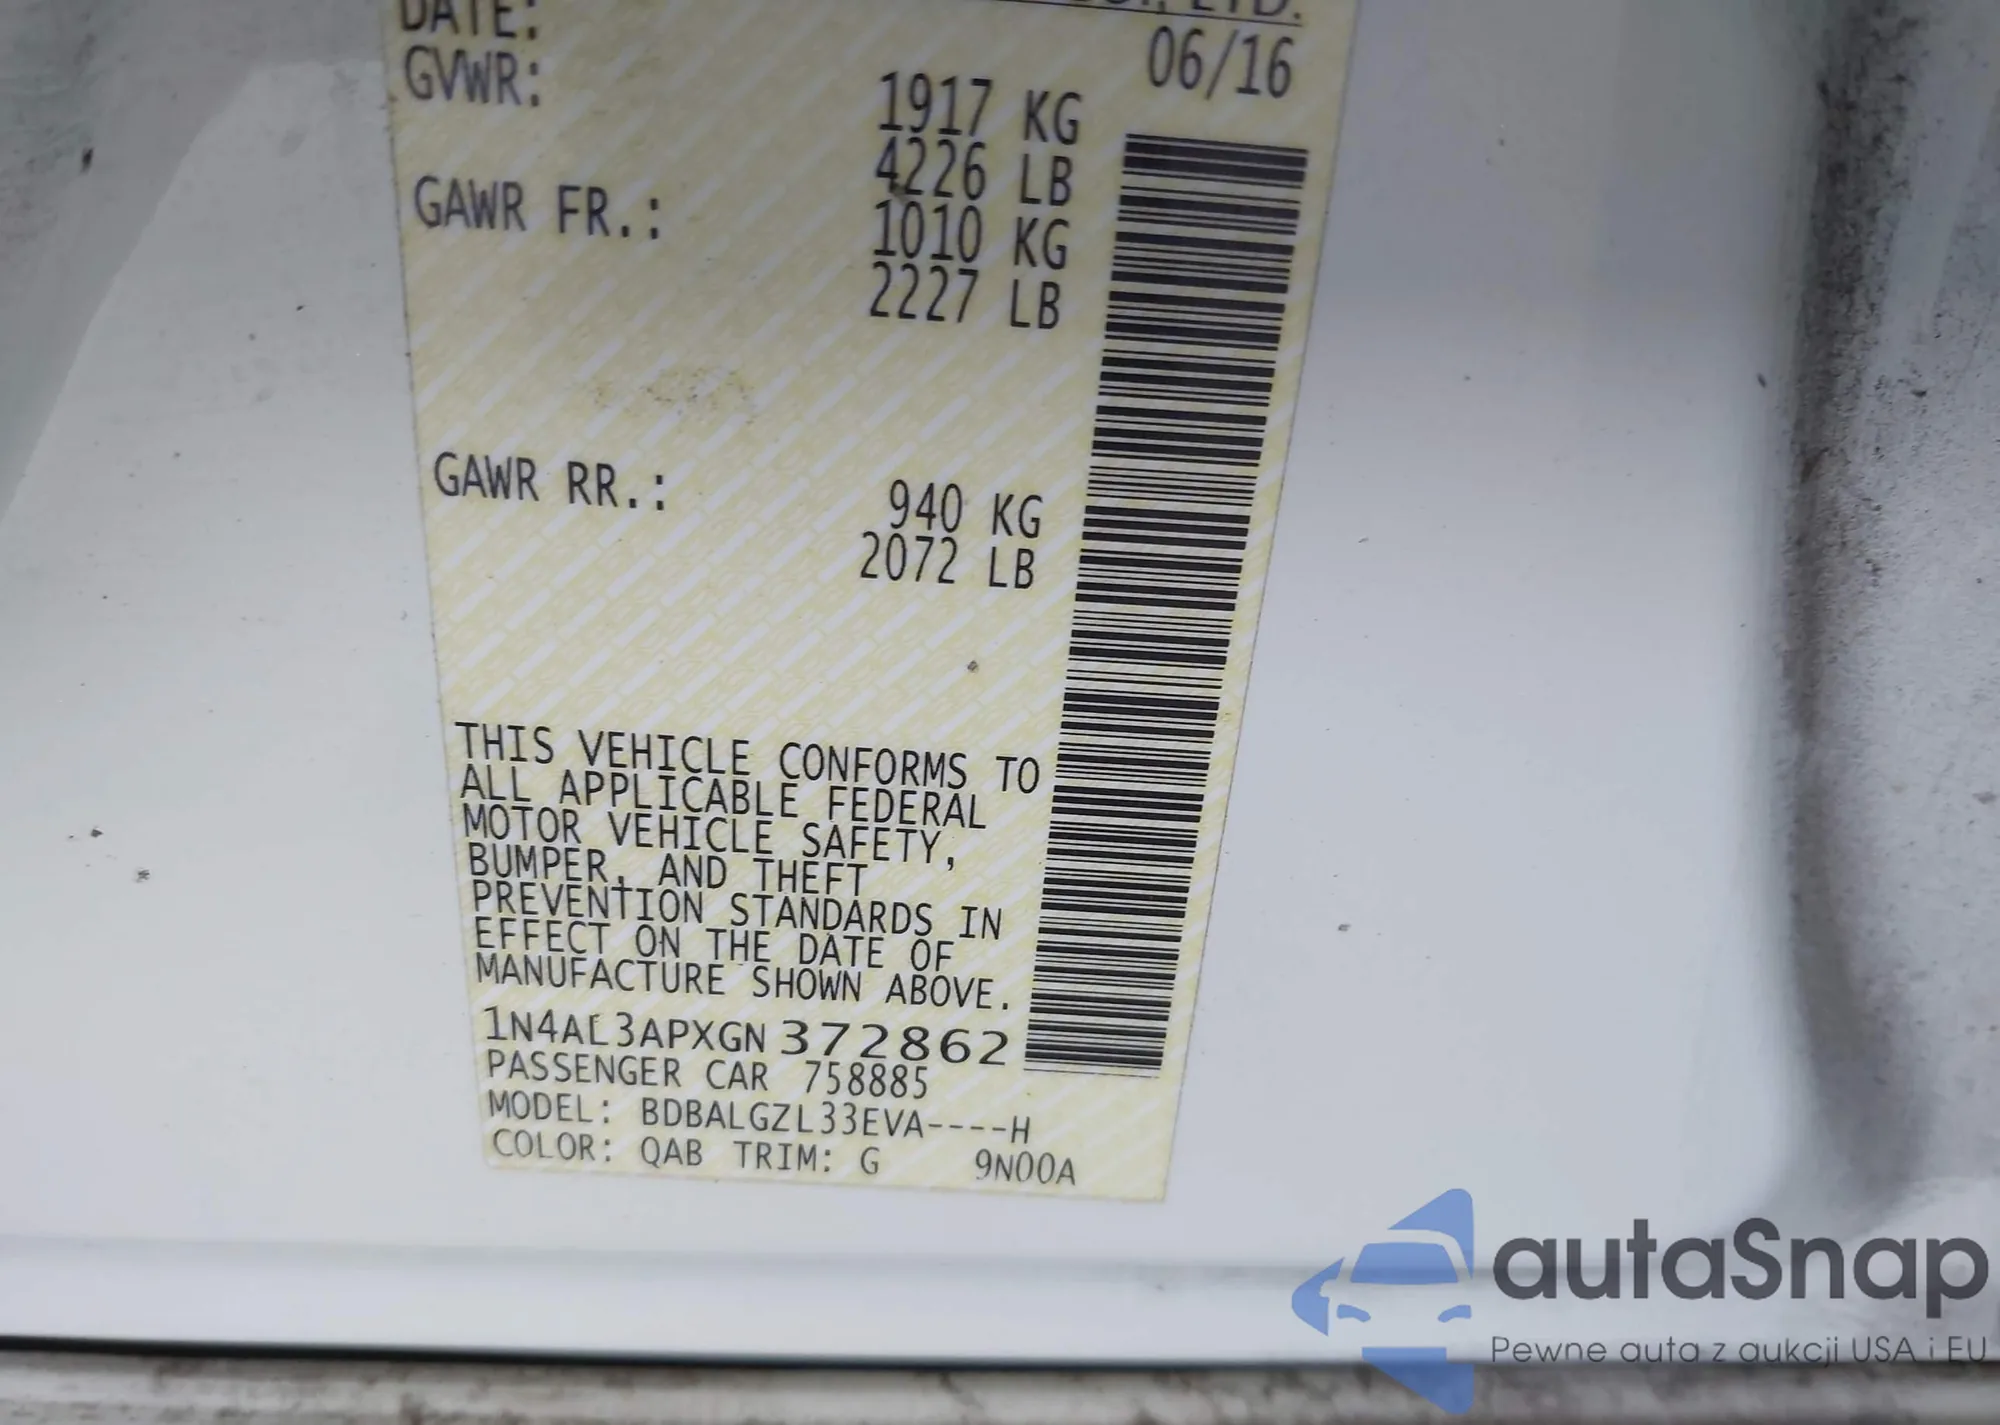 DATE:
06/16
GVWR:
1917 KG
4226 LB
GAWR FR.:
1010 KG
2227 LB
GAWR RR.:
940 KG
2072 LB
THIS VEHICLE CONFORMS TO
ALL APPLICABLE FEDERAL
MOTOR VEHICLE SAFETY,
BUMPER, AND THEFT
PREVENTION STANDARDS IN
EFFECT ON THE DATE OF
MANUFACTURE SHOWN ABOVE.
1N4AL3APXGN372862
PASSENGER CAR 758885
MODEL: BDBALGZL33EVA----H
COLOR: QAB TRIM: G 9N00A
autaSnap
Pewne auta z aukcji USA i EU